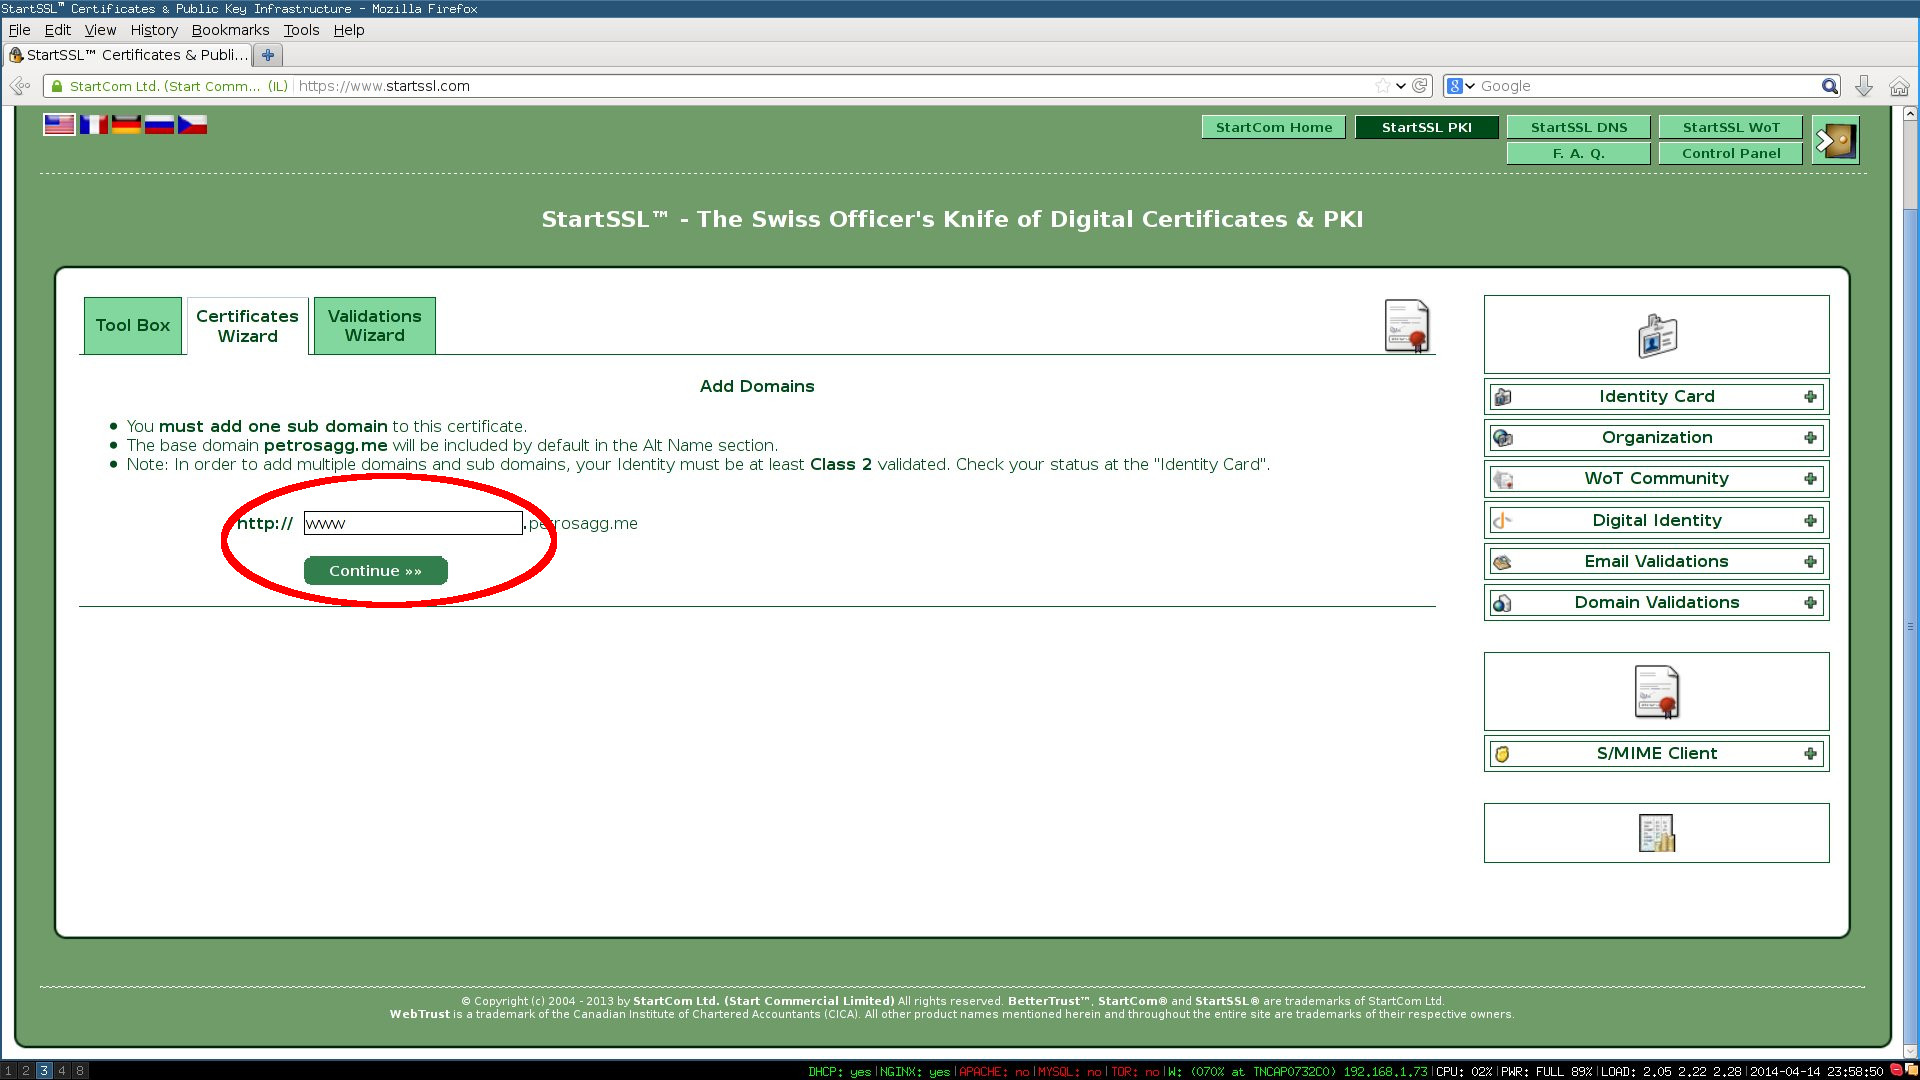 StartSSL™ Certificates & Public Key Infrastructure - Mozilla Firefox
File Edit View History Bookmarks Tools Help
StartSSL™ Certificates & Publi...
StartCom Ltd. (Start Comm... (IL) https://www.startssl.com
Google
StartCom Home StartSSL PKI StartSSL DNS StartSSL WoT
F. A. Q. Control Panel
StartSSL™ - The Swiss Officer's Knife of Digital Certificates & PKI
Tool Box
Certificates Wizard
Validations Wizard
Add Domains
You must add one sub domain to this certificate.
The base domain petrosagg.me will be included by default in the Alt Name section.
Note: In order to add multiple domains and sub domains, your Identity must be at least Class 2 validated. Check your status at the "Identity Card".
http:// www .petrosagg.me
Continue »»
Identity Card
Organization
WoT Community
Digital Identity
Email Validations
Domain Validations
S/MIME Client
© Copyright (c) 2004 - 2013 by StartCom Ltd. (Start Commercial Limited) All rights reserved. BetterTrust™, StartCom® and StartSSL® are trademarks of StartCom Ltd.
WebTrust is a trademark of the Canadian Institute of Chartered Accountants (CICA). All other product names mentioned herein and throughout the entire site are trademarks of their respective owners.
1 2 3 4 8 DHCP: yes|NGINX: yes|APACHE: no|MYSQL: no|TOR: no|W: (070% at TNCAP0732C0) 192.168.1.73|CPU: 02%|PWR: FULL 89%|LOAD: 2.05 2.22 2.28|2014-04-14 23:58:50